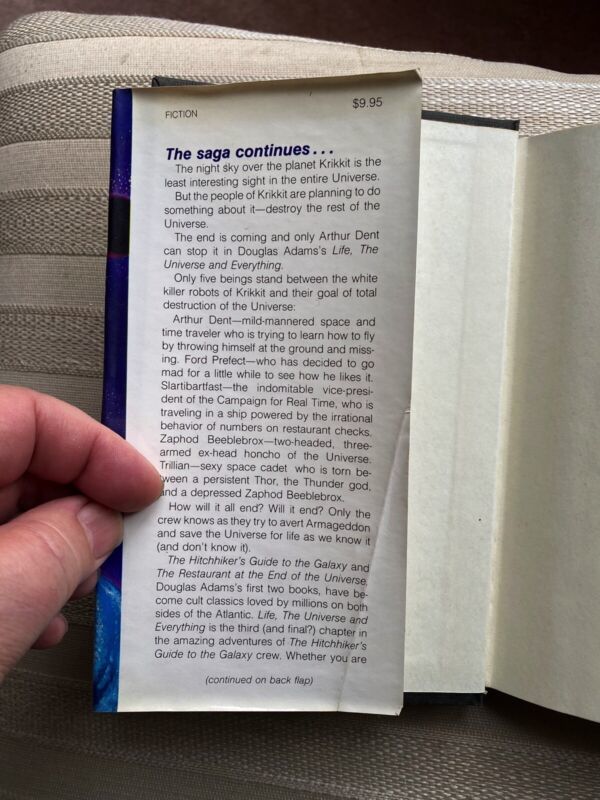 FICTION
$9.95
The saga continues...
The night sky over the planet Krikkit is the
least interesting sight in the entire Universe.
But the people of Krikkit are planning to do
something about it—destroy the rest of the
Universe.
The end is coming and only Arthur Dent
can stop it in Douglas Adams's Life, The
Universe and Everything.
Only five beings stand between the white
killer robots of Krikkit and their goal of total
destruction of the Universe:
Arthur Dent—mild-mannered space and
time traveler who is trying to learn how to fly
by throwing himself at the ground and miss-
ing. Ford Prefect—who has decided to go
mad for a little while to see how he likes it.
Slartibartfast—the indomitable vice-presi-
dent of the Campaign for Real Time, who is
traveling in a ship powered by the irrational
behavior of numbers on restaurant checks.
Zaphod Beeblebrox—two-headed, three-
armed ex-head honcho of the Universe.
Trillian—sexy space cadet who is torn be-
tween a persistent Thor, the Thunder god,
and a depressed Zaphod Beeblebrox.
How will it all end? Will it end? Only the
crew knows as they try to avert Armageddon
and save the Universe for life as we know it
(and don't know it).
The Hitchhiker's Guide to the Galaxy and
The Restaurant at the End of the Universe,
Douglas Adams's first two books, have be-
come cult classics loved by millions on both
sides of the Atlantic. Life, The Universe and
Everything is the third (and final?) chapter in
the amazing adventures of The Hitchhiker's
Guide to the Galaxy crew. Whether you are
(continued on back flap)